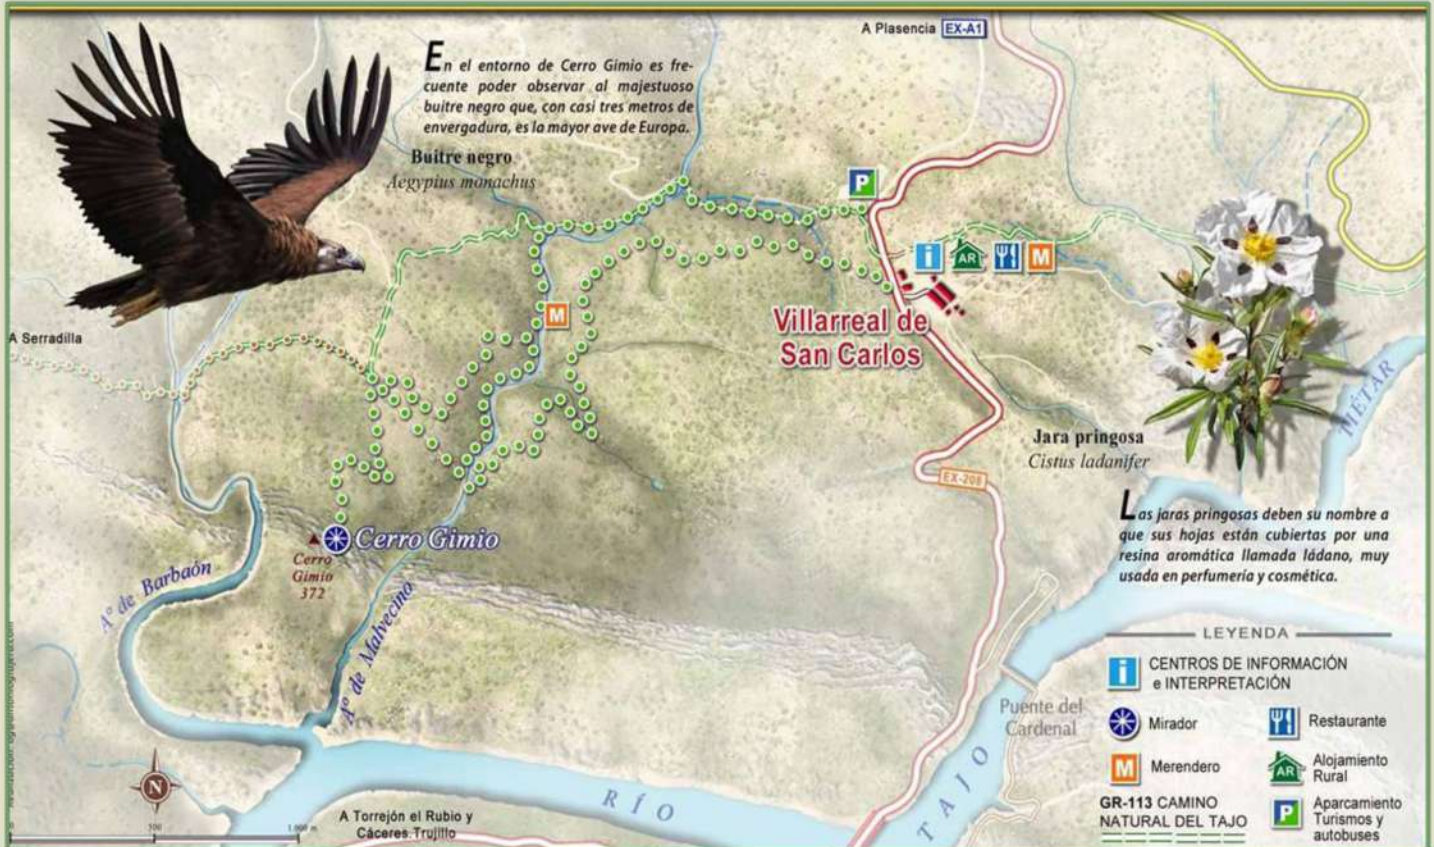 A Plasencia EX-A1
En el entorno de Cerro Gimio es fre-
cuente poder observar al majestuoso
buitre negro que, con casi tres metros de
envergadura, es la mayor ave de Europa.
Buitre negro
Aegypius monachus
P
i
AR
M
M
A Serradilla
Villarreal de
San Carlos
MÉTAR
Jara pringosa
Cistus ladanifer
EX-208
Las jaras pringosas deben su nombre a
que sus hojas están cubiertas por una
resina aromática llamada ládano, muy
usada en perfumería y cosmética.
Cerro Gimio
Cerro
Gimio
372
Aº de Barbaón
Aº de Malvecino
Puente del
Cardenal
RÍO
TAJO
N
500
1.000 m
A Torrejón el Rubio y
Cáceres.Trujillo
LEYENDA
i CENTROS DE INFORMACIÓN
e INTERPRETACIÓN
Mirador
Restaurante
M Merendero
AR Alojamiento
Rural
GR-113 CAMINO
NATURAL DEL TAJO
P Aparcamiento
Turismos y
autobuses